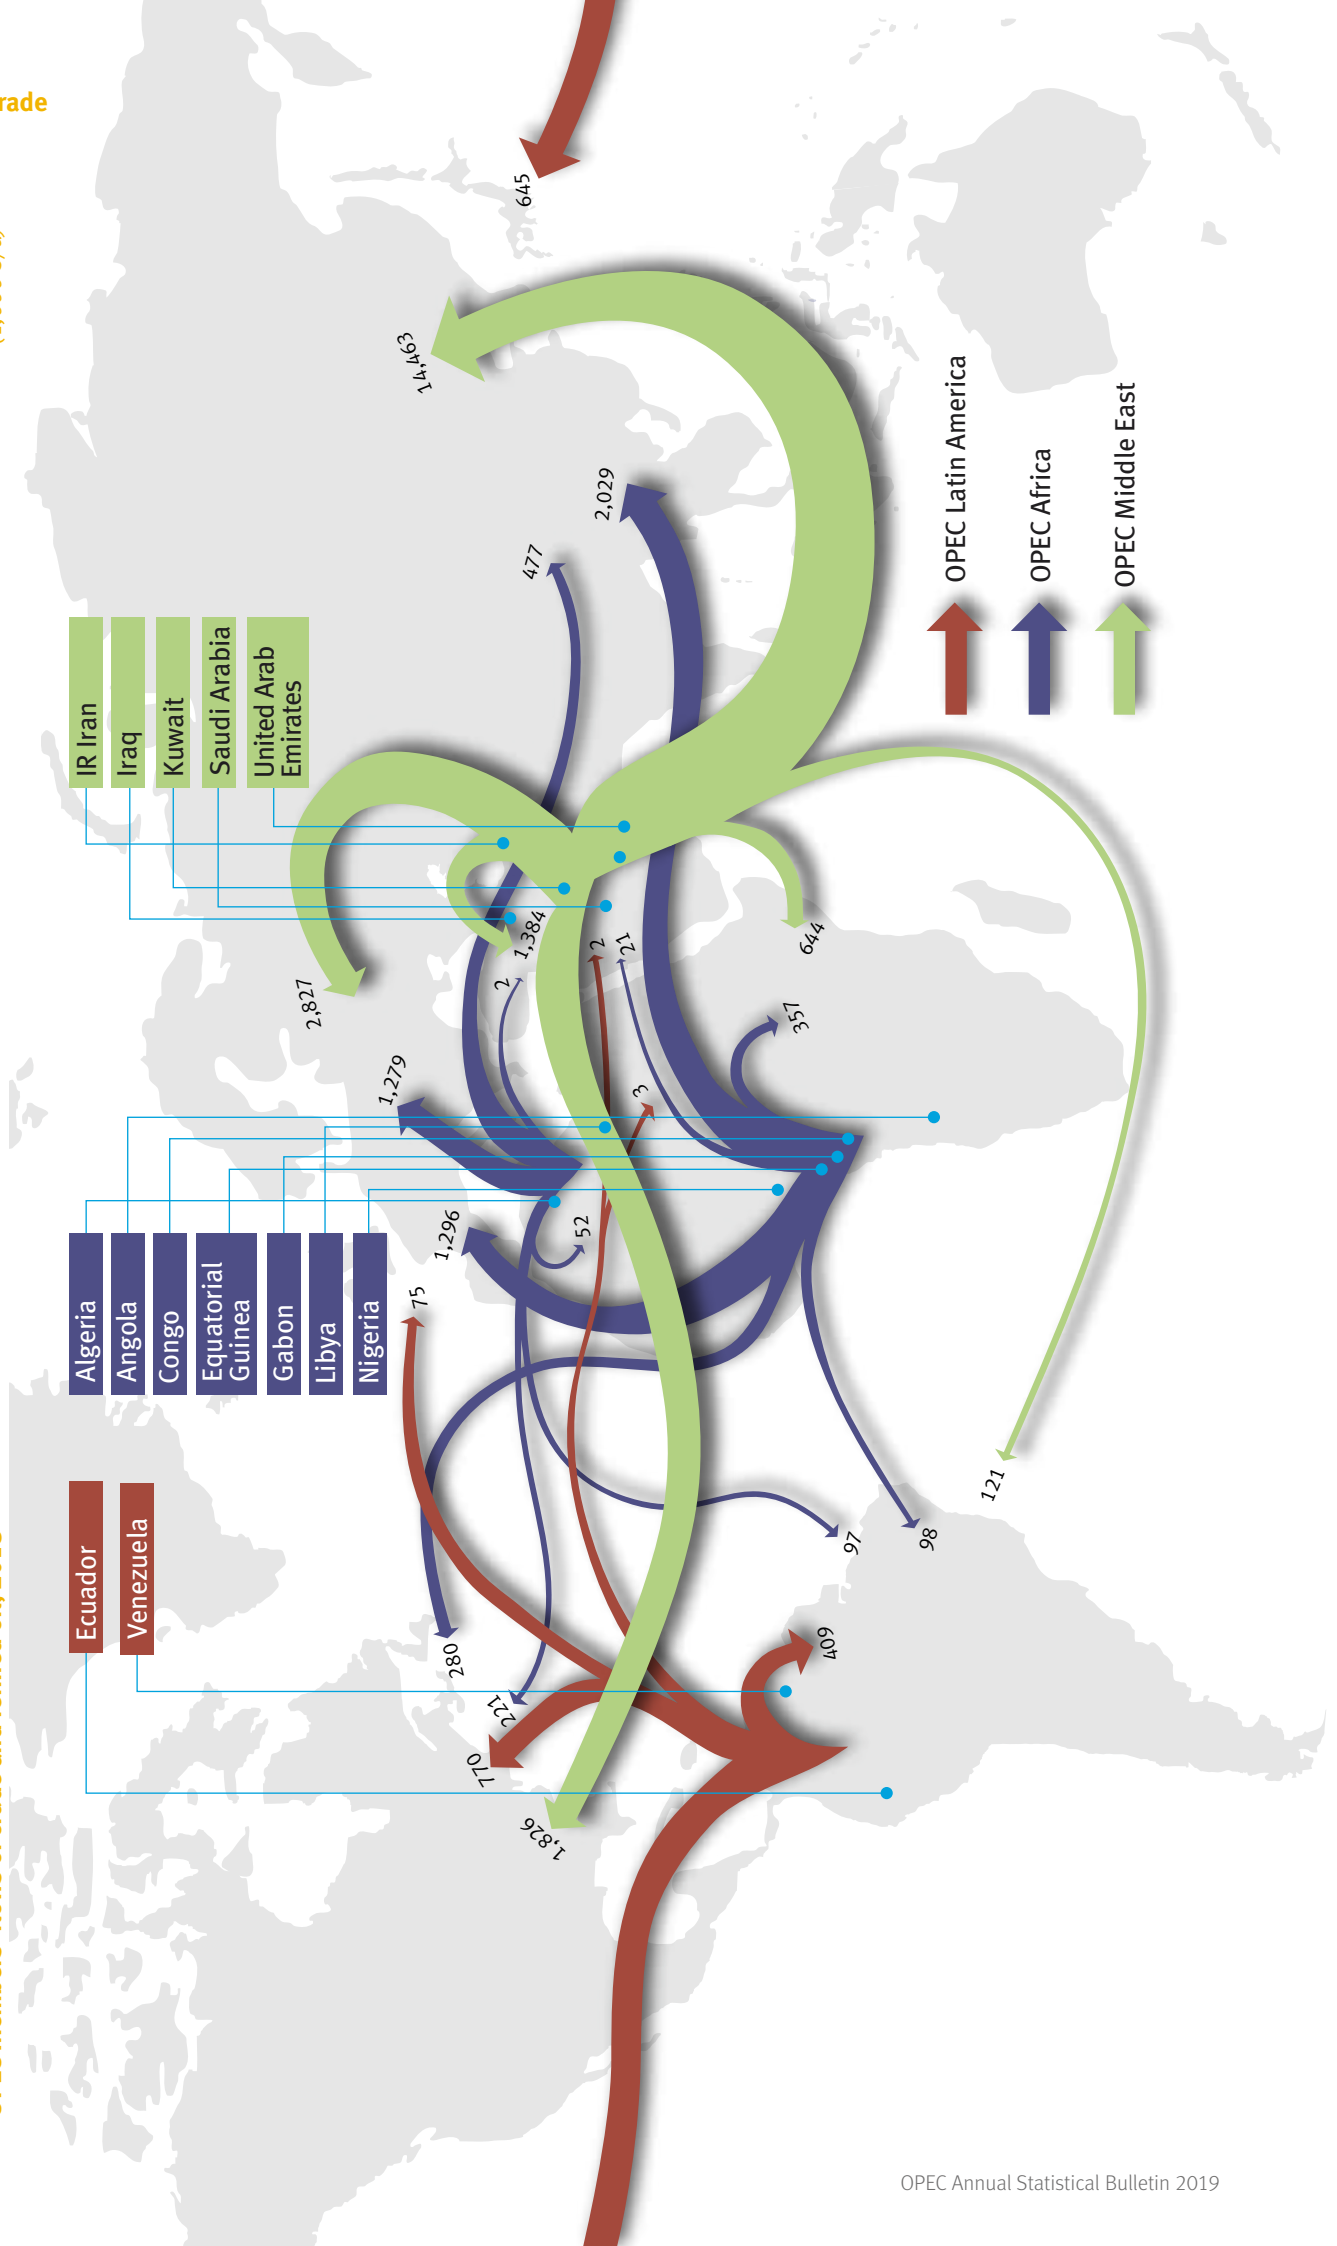 rade
645
14,463
2,029
477
IR Iran
Iraq
Kuwait
Saudi Arabia
United Arab
Emirates
2,827
1,384
2
2
21
644
357
1,279
3
1,296
52
75
Algeria
Angola
Congo
Equatorial
Guinea
Gabon
Libya
Nigeria
Ecuador
Venezuela
280
221
770
1,826
97
98
121
409
OPEC Latin America
OPEC Africa
OPEC Middle East
OPEC Annual Statistical Bulletin 2019